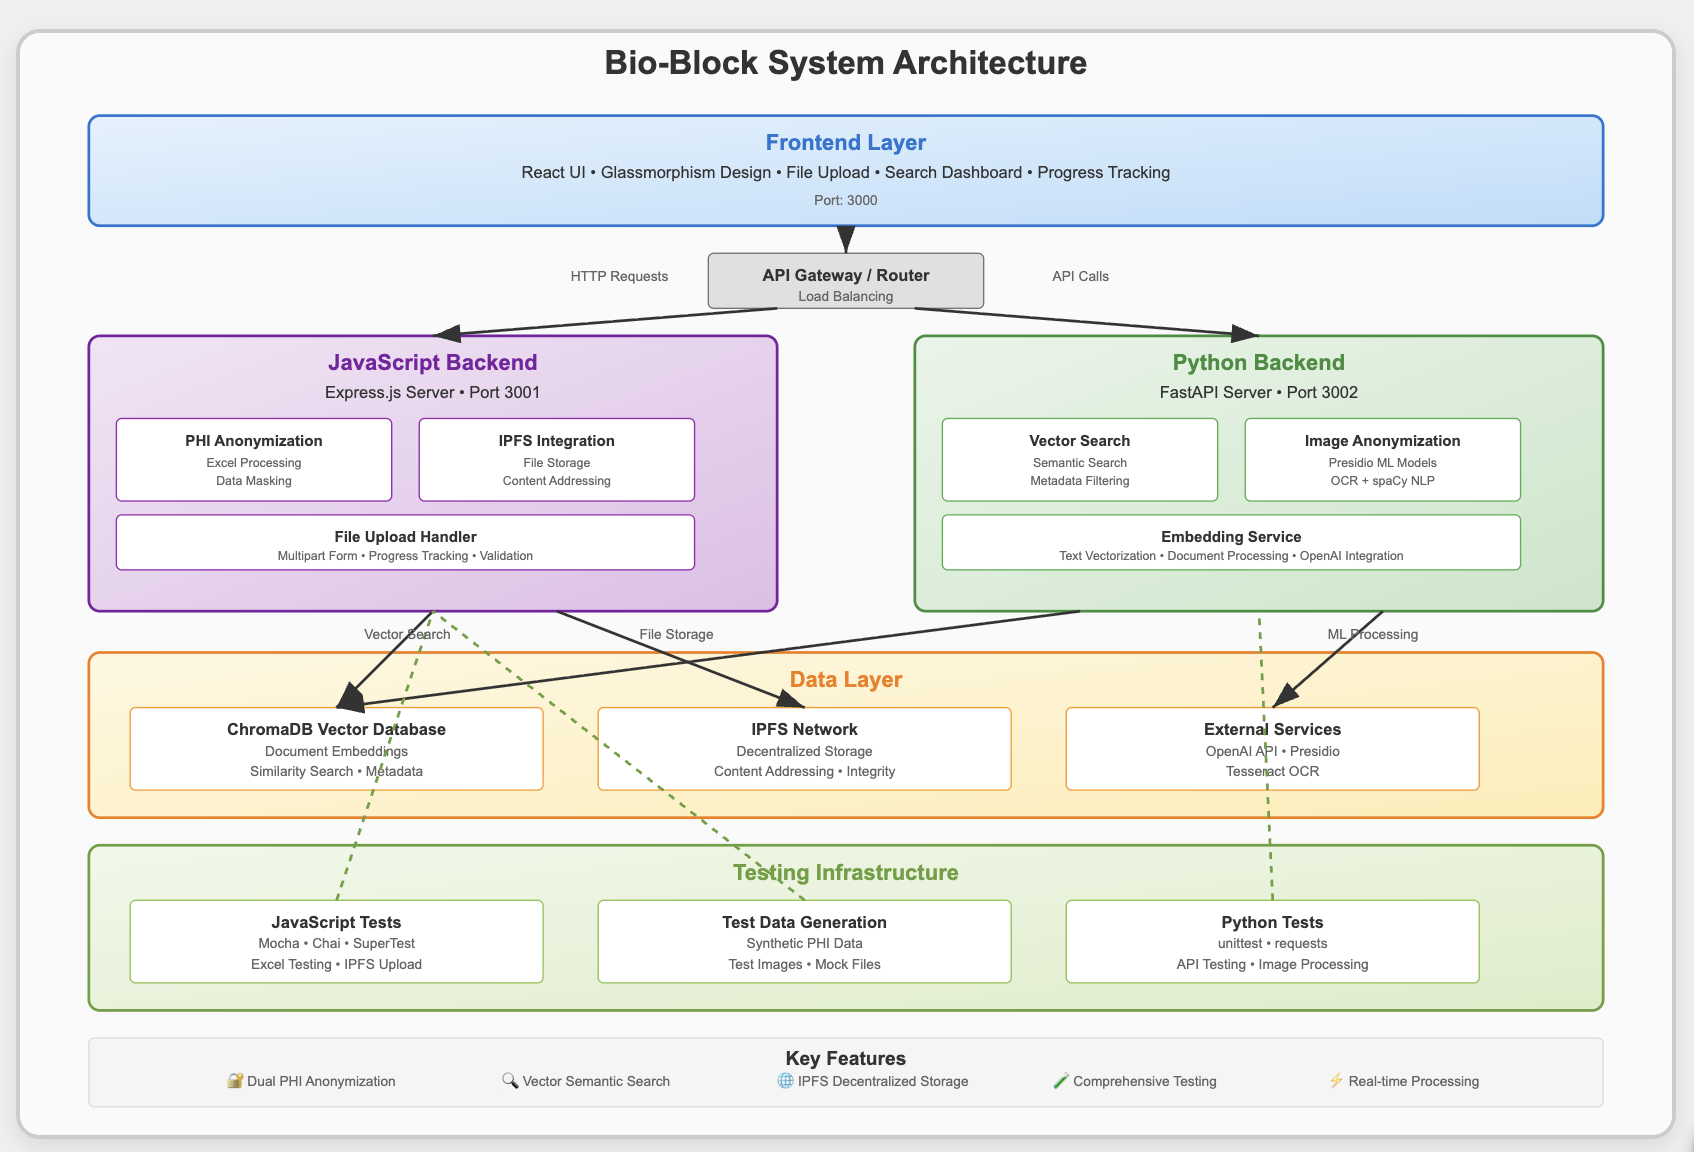 Bio-Block System Architecture
Frontend Layer
React UI • Glassmorphism Design • File Upload • Search Dashboard • Progress Tracking
Port: 3000
HTTP Requests
API Gateway / Router
Load Balancing
API Calls
JavaScript Backend
Express.js Server • Port 3001
PHI Anonymization
Excel Processing
Data Masking
IPFS Integration
File Storage
Content Addressing
File Upload Handler
Multipart Form • Progress Tracking • Validation
Python Backend
FastAPI Server • Port 3002
Vector Search
Semantic Search
Metadata Filtering
Image Anonymization
Presidio ML Models
OCR + spaCy NLP
Embedding Service
Text Vectorization • Document Processing • OpenAI Integration
Vector Search
File Storage
ML Processing
Data Layer
ChromaDB Vector Database
Document Embeddings
Similarity Search • Metadata
IPFS Network
Decentralized Storage
Content Addressing • Integrity
External Services
OpenAI API • Presidio
Tesseract OCR
Testing Infrastructure
JavaScript Tests
Mocha • Chai • SuperTest
Excel Testing • IPFS Upload
Test Data Generation
Synthetic PHI Data
Test Images • Mock Files
Python Tests
unittest • requests
API Testing • Image Processing
Key Features
🔐 Dual PHI Anonymization
🔍 Vector Semantic Search
🌐 IPFS Decentralized Storage
🧪 Comprehensive Testing
⚡ Real-time Processing